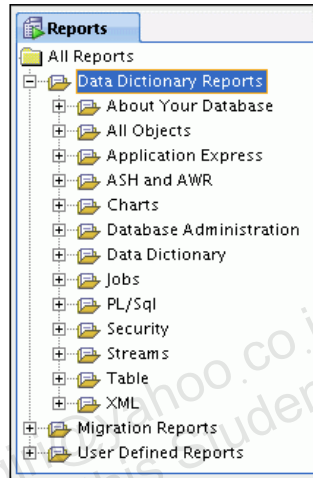 Reports
All Reports
Data Dictionary Reports
About Your Database
All Objects
Application Express
ASH and AWR
Charts
Database Administration
Data Dictionary
Jobs
PL/Sql
Security
Streams
Table
XML
Migration Reports
User Defined Reports